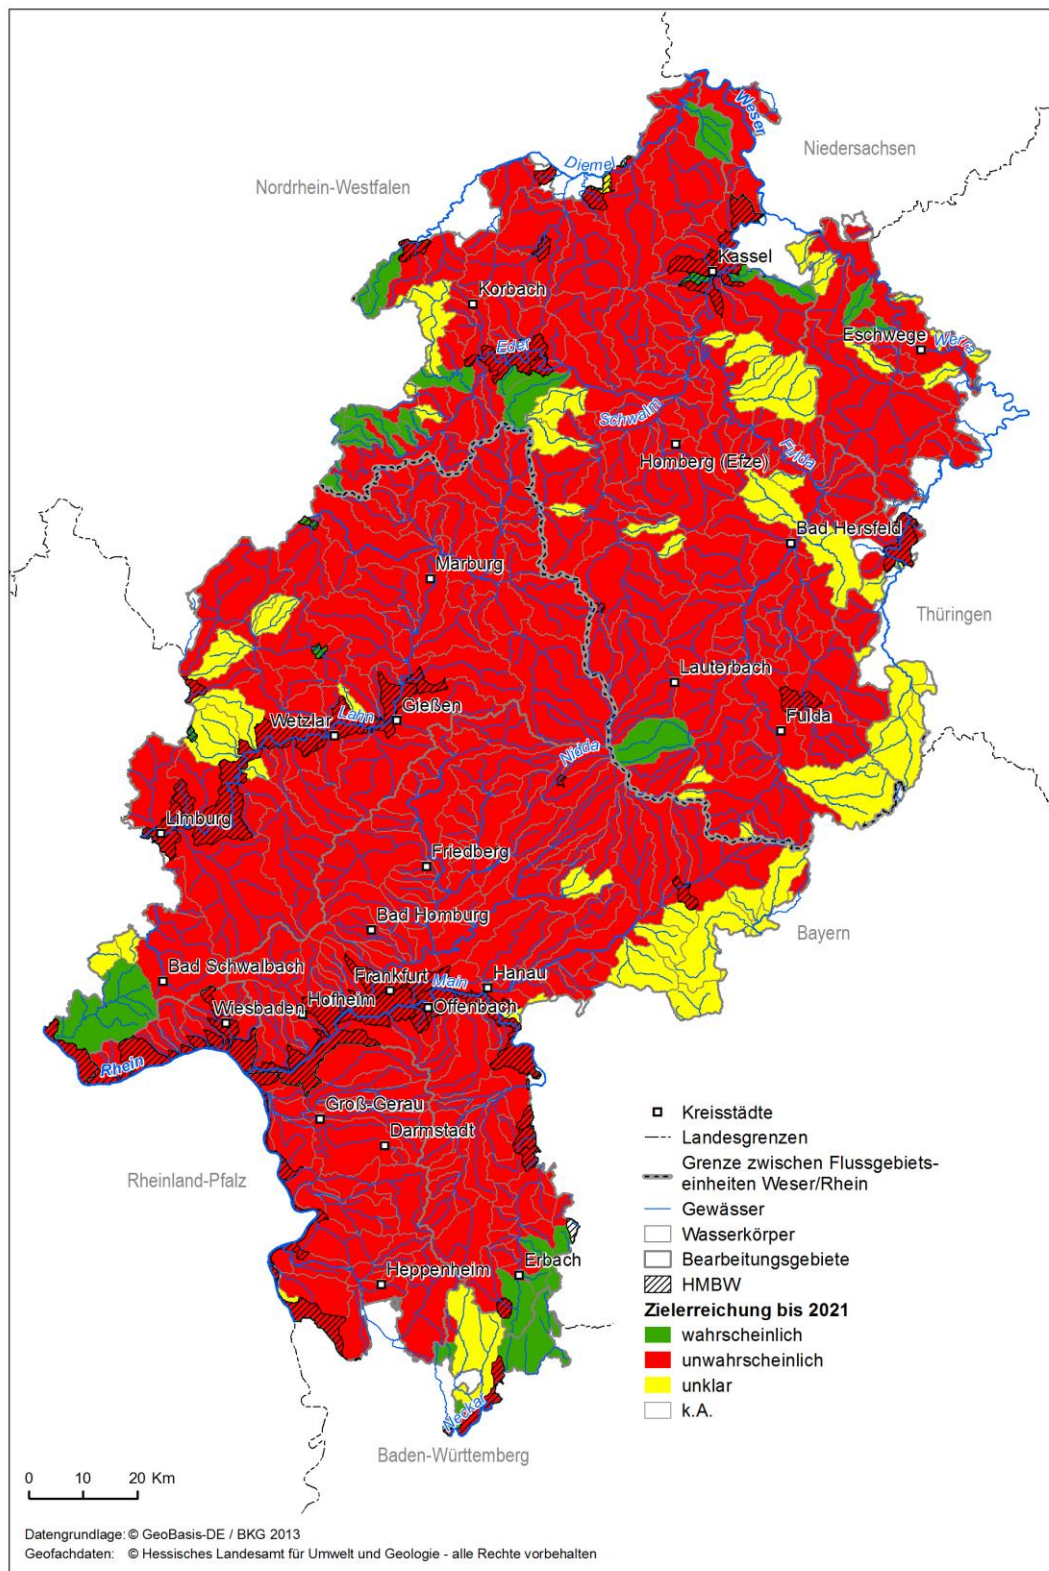 Weser
Niedersachsen
Diemel
Nordrhein-Westfalen
Kassel
Korbach
Eschwege
Werra
Eder
Schwalm
Homberg (Efze)
Fulda
Bad Hersfeld
Marburg
Thüringen
Lauterbach
Gießen
Lahn
Wetzlar
Fulda
Nidda
Limburg
Friedberg
Bad Homburg
Bayern
Bad Schwalbach
Frankfurt
Main
Hanau
Hofheim
Offenbach
Wiesbaden
Rhein
Groß-Gerau
Darmstadt
Rheinland-Pfalz
Erbach
Heppenheim
Neckar
Baden-Württemberg
Kreisstädte
Landesgrenzen
Grenze zwischen Flussgebiets-
einheiten Weser/Rhein
Gewässer
Wasserkörper
Bearbeitungsgebiete
HMBW
Zielerreichung bis 2021
wahrscheinlich
unwahrscheinlich
unklar
k.A.
0 10 20 Km
Datengrundlage: © GeoBasis-DE / BKG 2013
Geofachdaten: © Hessisches Landesamt für Umwelt und Geologie - alle Rechte vorbehalten